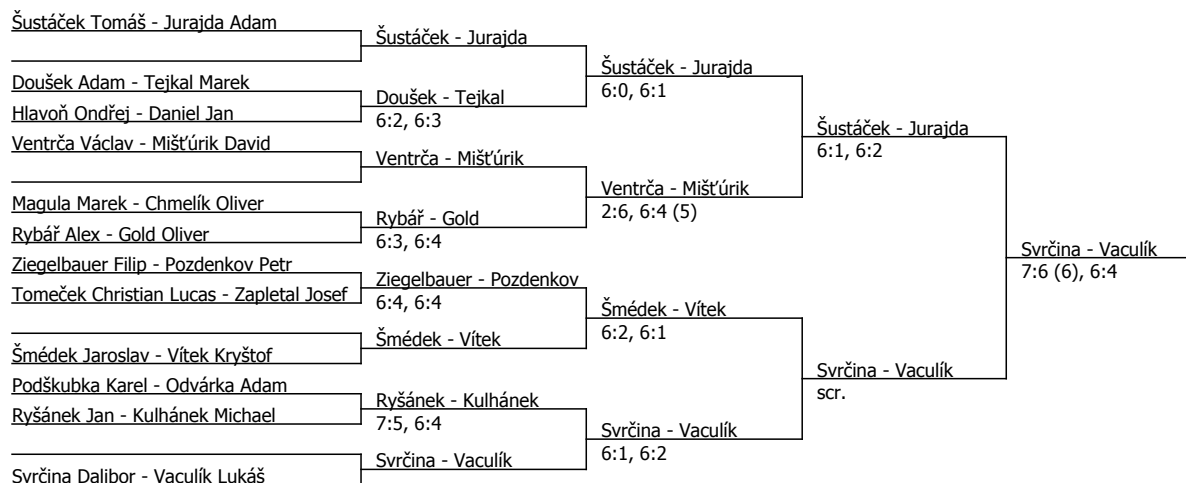 Šustáček Tomáš - Jurajda Adam
Doušek Adam - Tejkal Marek
Hlavoň Ondřej - Daniel Jan
Ventrča Václav - Mišťúrik David
Magula Marek - Chmelík Oliver
Rybář Alex - Gold Oliver
Ziegelbauer Filip - Pozdenkov Petr
Tomeček Christian Lucas - Zapletal Josef
Šmédek Jaroslav - Vítek Kryštof
Podškubka Karel - Odvárka Adam
Ryšánek Jan - Kulhánek Michael
Svrčina Dalibor - Vaculík Lukáš
Šustáček - Jurajda
Doušek - Tejkal
6:2, 6:3
Ventrča - Mišťúrik
Rybář - Gold
6:3, 6:4
Ziegelbauer - Pozdenkov
6:4, 6:4
Šmédek - Vítek
Ryšánek - Kulhánek
7:5, 6:4
Svrčina - Vaculík
Šustáček - Jurajda
6:0, 6:1
Ventrča - Mišťúrik
2:6, 6:4 (5)
Šmédek - Vítek
6:2, 6:1
Svrčina - Vaculík
6:1, 6:2
Šustáček - Jurajda
6:1, 6:2
Svrčina - Vaculík
scr.
Svrčina - Vaculík
7:6 (6), 6:4